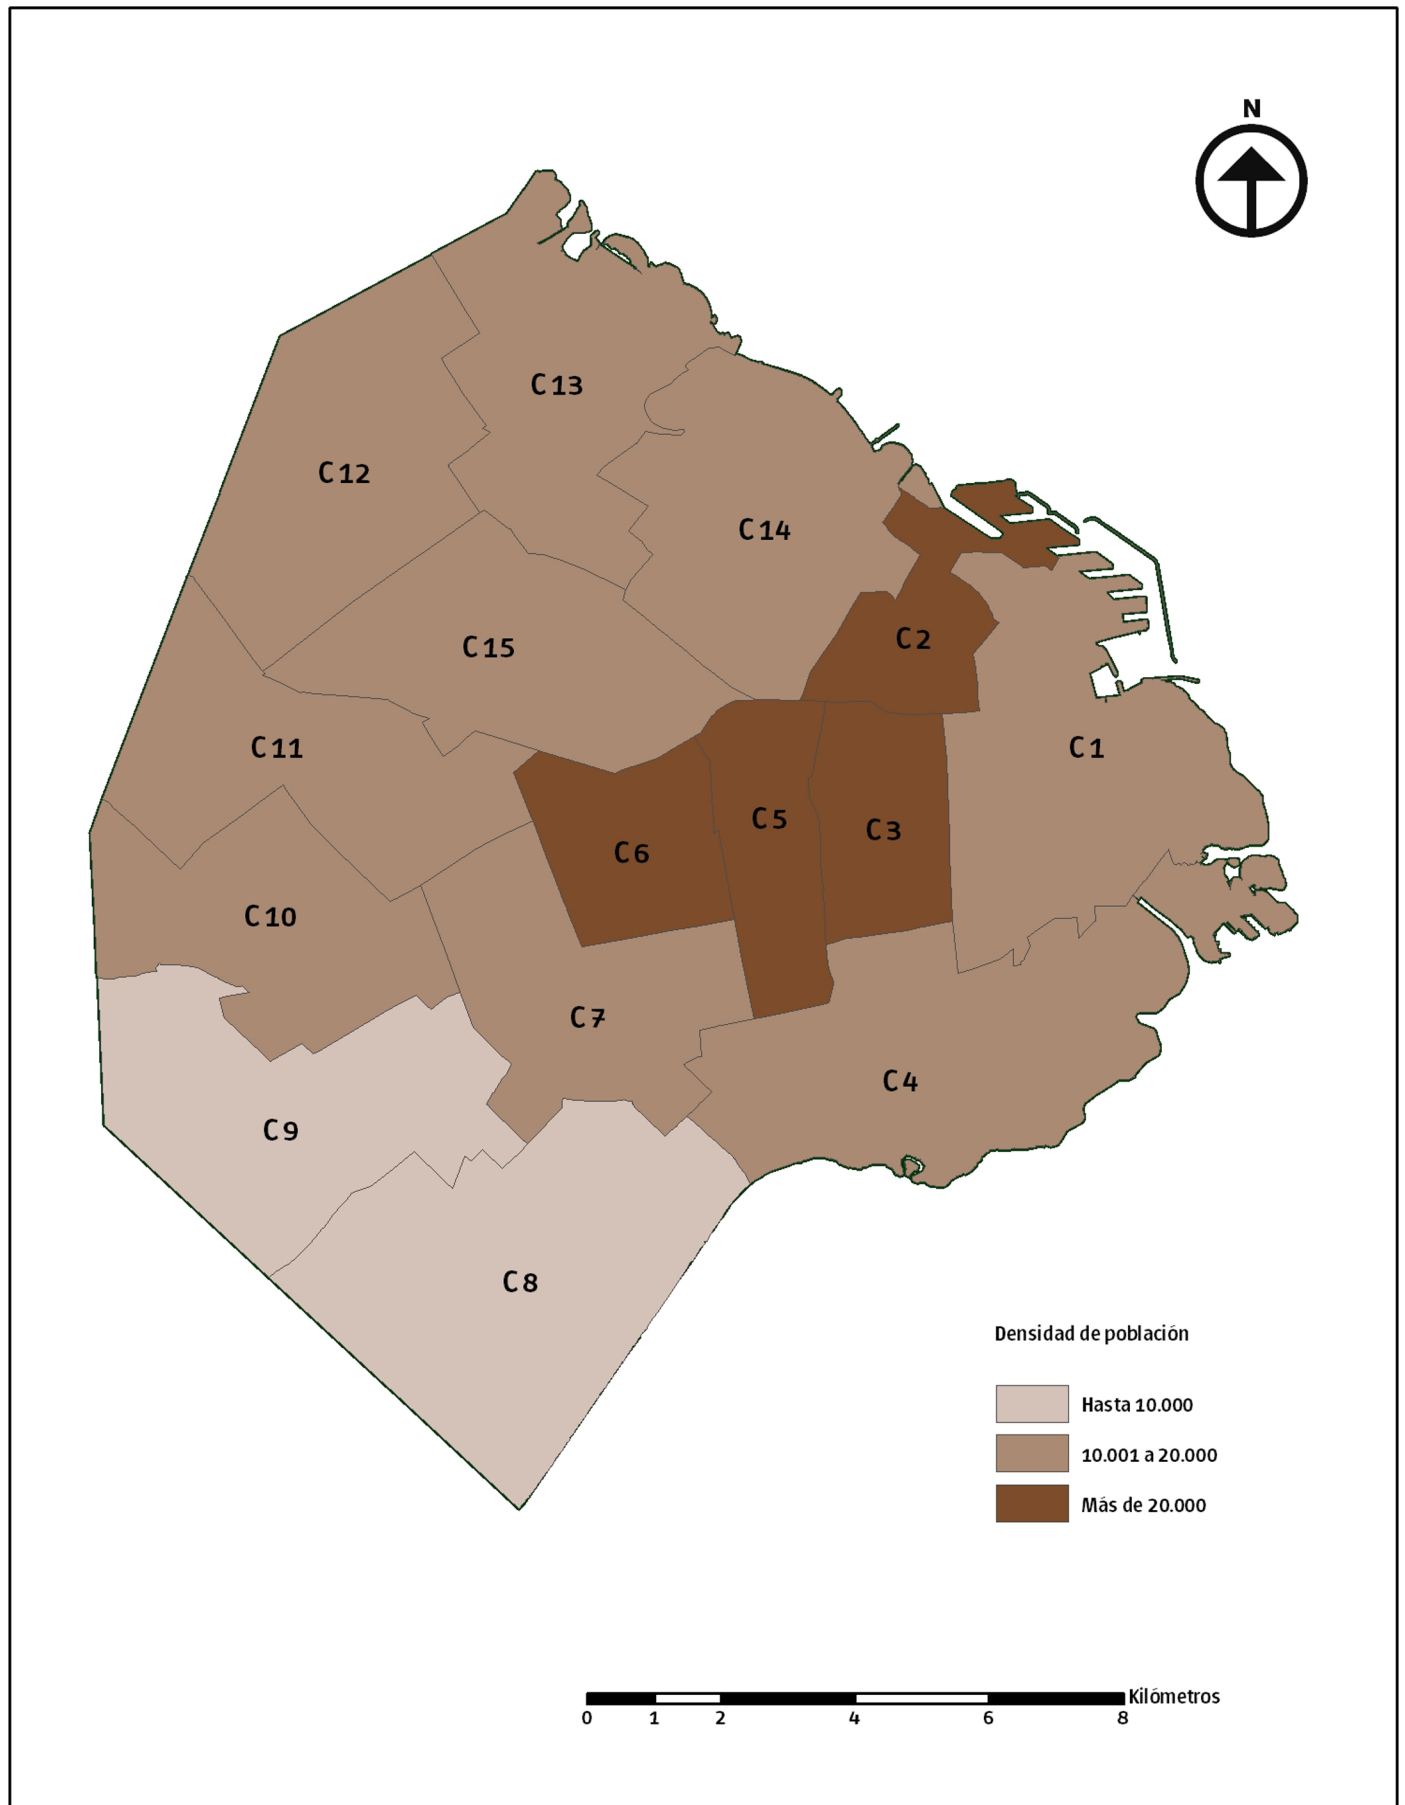 N
C13
C12
C14
C2
C15
C11
C1
C5
C3
C6
C10
C7
C4
C9
C8
Densidad de población
Hasta 10.000
10.001 a 20.000
Más de 20.000
Kilómetros
0 1 2 4 6 8